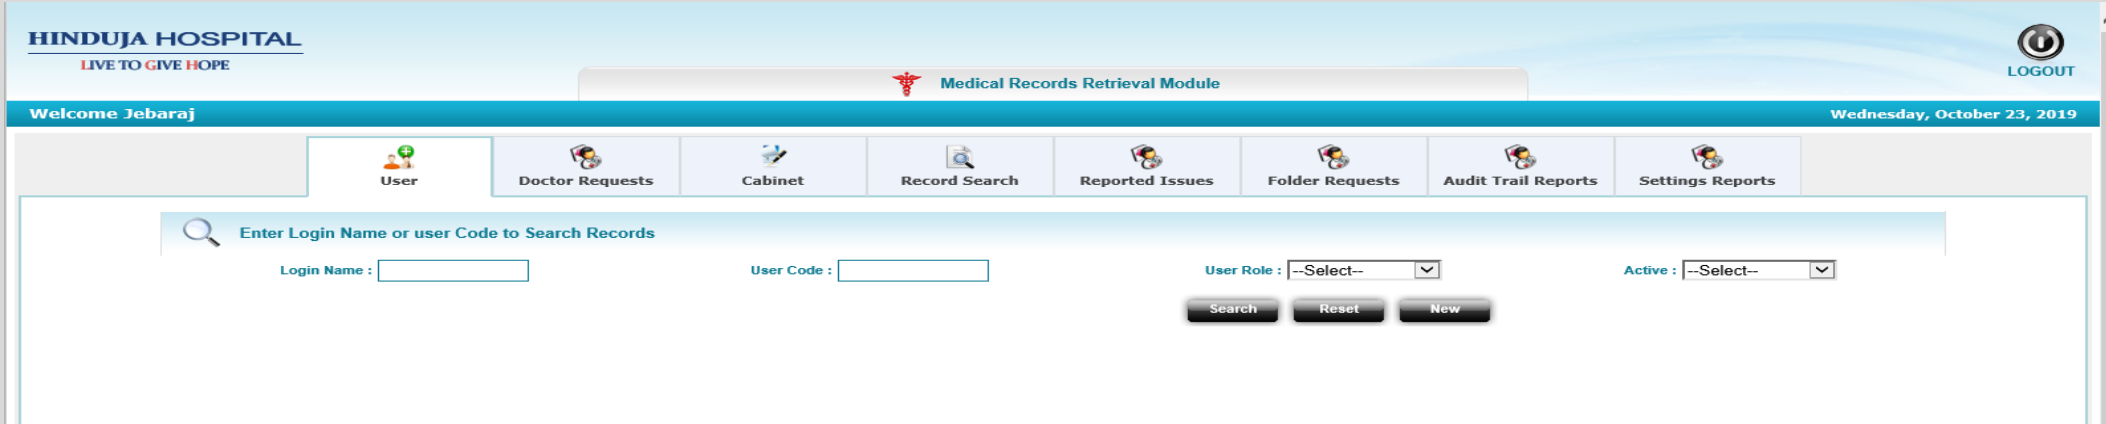 HINDUJA HOSPITAL
LIVE TO GIVE HOPE
LOGOUT
Medical Records Retrieval Module
Welcome Jebaraj
Wednesday, October 23, 2019
User
Doctor Requests
Cabinet
Record Search
Reported Issues
Folder Requests
Audit Trail Reports
Settings Reports
Enter Login Name or user Code to Search Records
Login Name :
User Code :
User Role : --Select--
Active : --Select--
Search
Reset
New